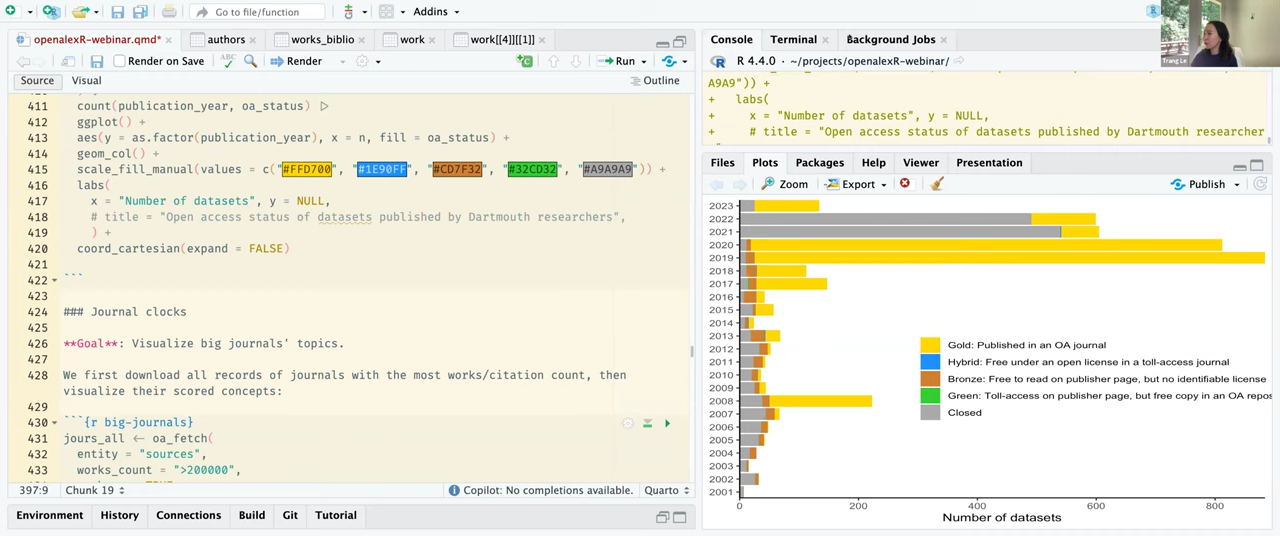 Go to file/function
Addins
openalexR-webinar.qmd*
authors
works_biblio
work
work[[4]][[1]]
Render on Save
ABC
Render
Run
Source
Visual
Outline
411 count(publication_year, oa_status) |>
412 ggplot() +
413 aes(y = as.factor(publication_year), x = n, fill = oa_status) +
414 geom_col() +
415 scale_fill_manual(values = c("#FFD700", "#1E90FF", "#CD7F32", "#32CD32", "#A9A9A9")) +
416 labs(
417 x = "Number of datasets", y = NULL,
418 # title = "Open access status of datasets published by Dartmouth researchers",
419 ) +
420 coord_cartesian(expand = FALSE)
421
422 ```
423
424 ### Journal clocks
425
426 **Goal**: Visualize big journals' topics.
427
428 We first download all records of journals with the most works/citation count, then
visualize their scored concepts:
429
430 ```{r big-journals}
431 jours_all <- oa_fetch(
432 entity = "sources",
433 works_count = ">200000",
397:9
Chunk 19
Copilot: No completions available.
Quarto
Environment
History
Connections
Build
Git
Tutorial
Console
Terminal
Background Jobs
Trang Le
R 4.4.0 · ~/projects/openalexR-webinar/
A9A9")) +
+ labs(
+ x = "Number of datasets", y = NULL,
+ # title = "Open access status of datasets published by Dartmouth researcher
Files
Plots
Packages
Help
Viewer
Presentation
Zoom
Export
Publish
2023
2022
2021
2020
2019
2018
2017
2016
2015
2014
2013
2012
2011
2010
2009
2008
2007
2006
2005
2004
2003
2002
2001
Gold: Published in an OA journal
Hybrid: Free under an open license in a toll-access journal
Bronze: Free to read on publisher page, but no identifiable license
Green: Toll-access on publisher page, but free copy in an OA repos
Closed
0 200 400 600 800
Number of datasets